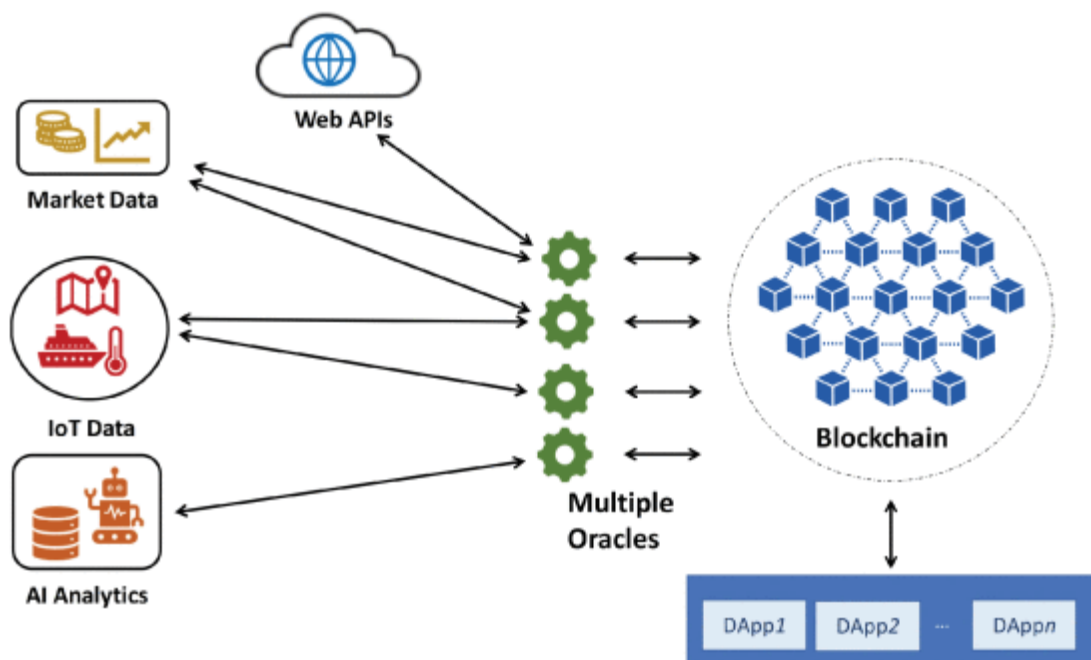 Web APIs
Market Data
IoT Data
AI Analytics
Multiple
Oracles
Blockchain
DApp1
DApp2
...
DAppn